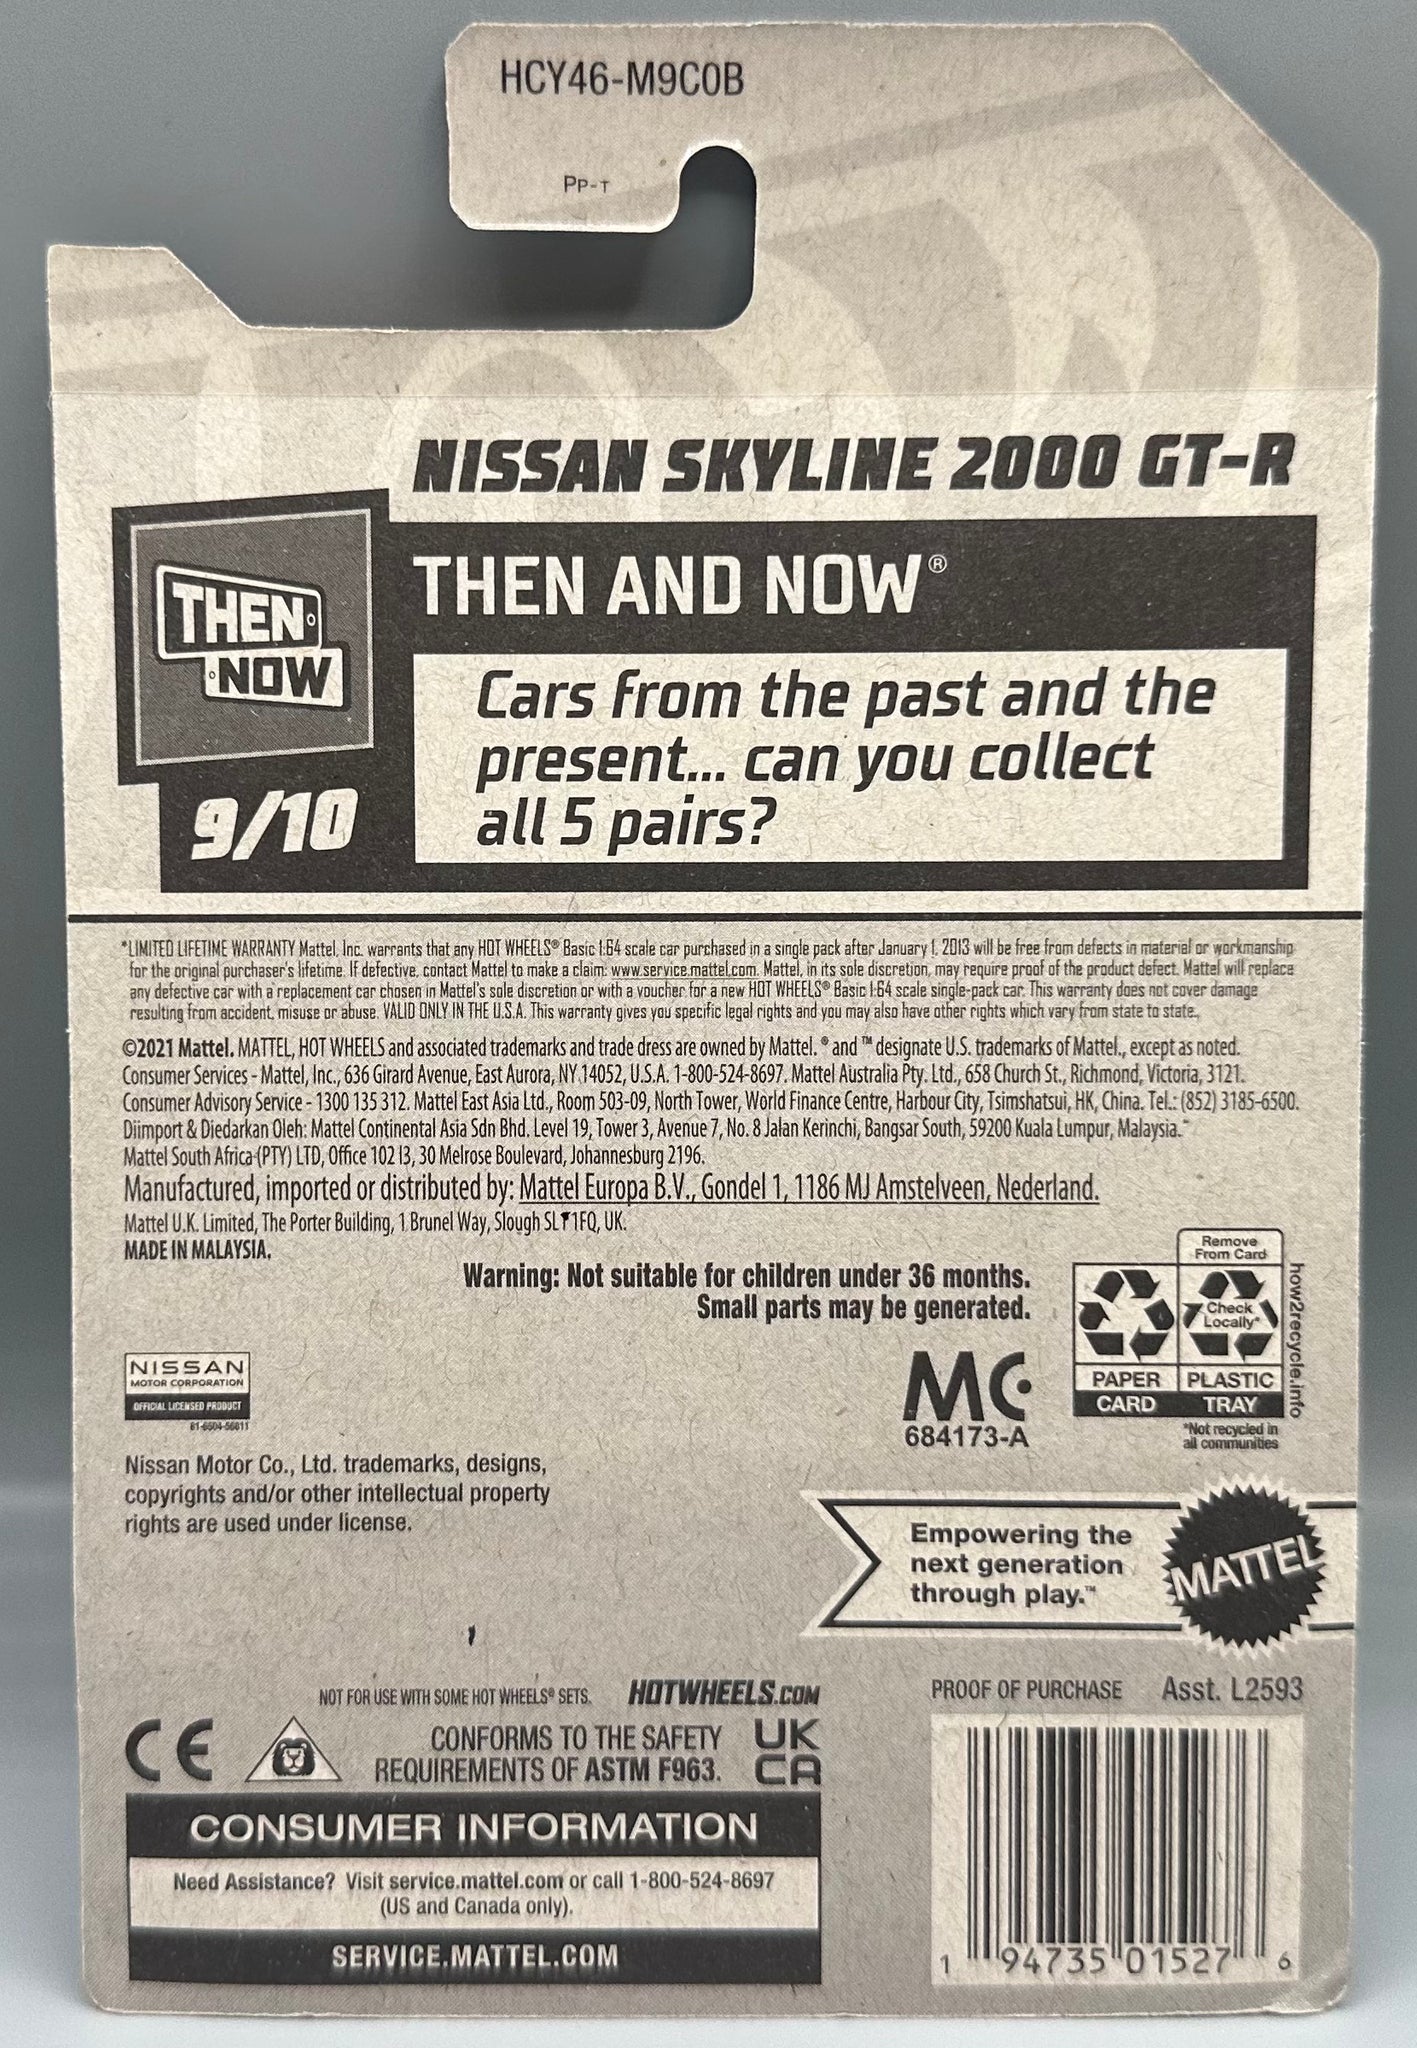 HCY46-M9C0B
PP-T
NISSAN SKYLINE 2000 GT-R
THEN AND NOW®
THEN
NOW
Cars from the past and the
present... can you collect
all 5 pairs?
9/10
*LIMITED LIFETIME WARRANTY Mattel, Inc. warrants that any HOT WHEELS® Basic 1:64 scale car purchased in a single pack after January 1, 2013 will be free from defects in material or workmanship
for the original purchaser's lifetime. If defective, contact Mattel to make a claim: www.service.mattel.com. Mattel, in its sole discretion, may require proof of the product defect. Mattel will replace
any defective car with a replacement car chosen in Mattel's sole discretion or with a voucher for a new HOT WHEELS® Basic 1:64 scale single-pack car. This warranty does not cover damage
resulting from accident, misuse or abuse. VALID ONLY IN THE U.S.A. This warranty gives you specific legal rights and you may also have other rights which vary from state to state.
©2021 Mattel. MATTEL, HOT WHEELS and associated trademarks and trade dress are owned by Mattel. ® and ™ designate U.S. trademarks of Mattel., except as noted.
Consumer Services - Mattel, Inc., 636 Girard Avenue, East Aurora, NY 14052, U.S.A. 1-800-524-8697. Mattel Australia Pty. Ltd., 658 Church St., Richmond, Victoria, 3121.
Consumer Advisory Service - 1300 135 312. Mattel East Asia Ltd., Room 503-09, North Tower, World Finance Centre, Harbour City, Tsimshatsui, HK, China. Tel.: (852) 3185-6500.
Diimport & Diedarkan Oleh: Mattel Continental Asia Sdn Bhd. Level 19, Tower 3, Avenue 7, No. 8 Jalan Kerinchi, Bangsar South, 59200 Kuala Lumpur, Malaysia.
Mattel South Africa (PTY) LTD, Office 102 I3, 30 Melrose Boulevard, Johannesburg 2196.
Manufactured, imported or distributed by: Mattel Europa B.V., Gondel 1, 1186 MJ Amstelveen, Nederland.
Mattel U.K. Limited, The Porter Building, 1 Brunel Way, Slough SL1 1FQ, UK.
MADE IN MALAYSIA.
Warning: Not suitable for children under 36 months.
Small parts may be generated.
Remove
From Card
Check
Locally*
PAPER
PLASTIC
CARD
TRAY
*Not recycled in
all communities
how2recycle.info
MC
684173-A
NISSAN
MOTOR CORPORATION
OFFICIAL LICENSED PRODUCT
Nissan Motor Co., Ltd. trademarks, designs,
copyrights and/or other intellectual property
rights are used under license.
Empowering the
next generation
through play.™
MATTEL
NOT FOR USE WITH SOME HOT WHEELS® SETS.
HOTWHEELS.COM
CE
CONFORMS TO THE SAFETY
REQUIREMENTS OF ASTM F963.
UK
CA
PROOF OF PURCHASE
Asst. L2593
CONSUMER INFORMATION
Need Assistance? Visit service.mattel.com or call 1-800-524-8697
(US and Canada only).
SERVICE.MATTEL.COM
1 94735 01527 6